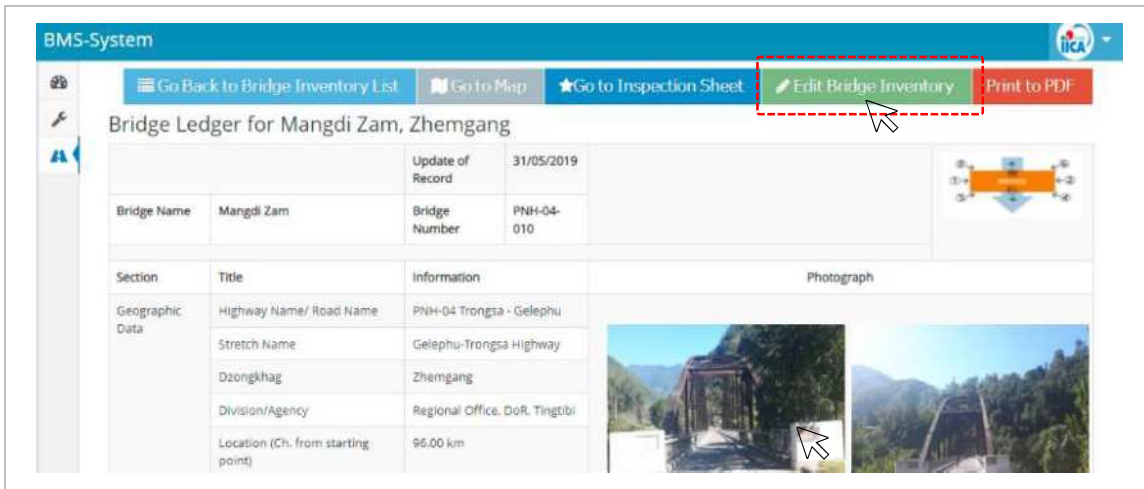 BMS-System
jica
Go Back to Bridge Inventory List
Go to Map
Go to Inspection Sheet
Edit Bridge Inventory
Print to PDF
Bridge Ledger for Mangdi Zam, Zhemgang
Update of
Record
31/05/2019
Bridge Name
Mangdi Zam
Bridge
Number
PNH-04-
010
Section
Title
Information
Photograph
Geographic
Data
Highway Name/ Road Name
PNH-04 Trongsa - Gelephu
Stretch Name
Gelephu-Trongsa Highway
Dzongkhag
Zhemgang
Division/Agency
Regional Office, DoR, Tingtibi
Location (Ch. from starting
point)
96.00 km